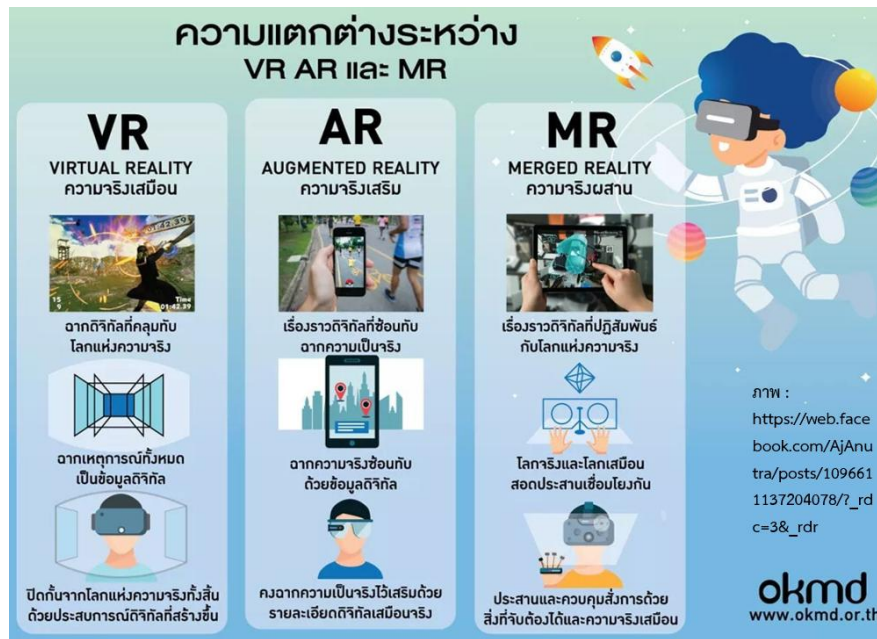 ความแตกต่างระหว่าง
VR AR และ MR
VR
VIRTUAL REALITY
ความจริงเสมือน
ฉากดิจิทัลที่คลุมทับ
โลกแห่งความจริง
ฉากเหตุการณ์ทั้งหมด
เป็นข้อมูลดิจิทัล
ปิดกั้นจากโลกแห่งความจริงทั้งสิ้น
ด้วยประสบการณ์ดิจิทัลที่สร้างขึ้น
AR
AUGMENTED REALITY
ความจริงเสริม
เรื่องราวดิจิทัลที่ซ้อนทับ
ฉากความเป็นจริง
ฉากความจริงซ้อนทับ
ด้วยข้อมูลดิจิทัล
คงฉากความเป็นจริงไว้เสริมด้วย
รายละเอียดดิจิทัลเสมือนจริง
MR
MERGED REALITY
ความจริงผสาน
เรื่องราวดิจิทัลที่ปฏิสัมพันธ์
กับโลกแห่งความจริง
โลกจริงและโลกเสมือน
สอดประสานเชื่อมโยงกัน
ประสานและควบคุมสั่งการด้วย
สิ่งที่จับต้องได้และความจริงเสมือน
15
9
Time
01:42.39
ภาพ :
https://web.face
book.com/AjAnu
tra/posts/109661
1137204078/?_rd
c=3&_rdr
okmd
www.okmd.or.th